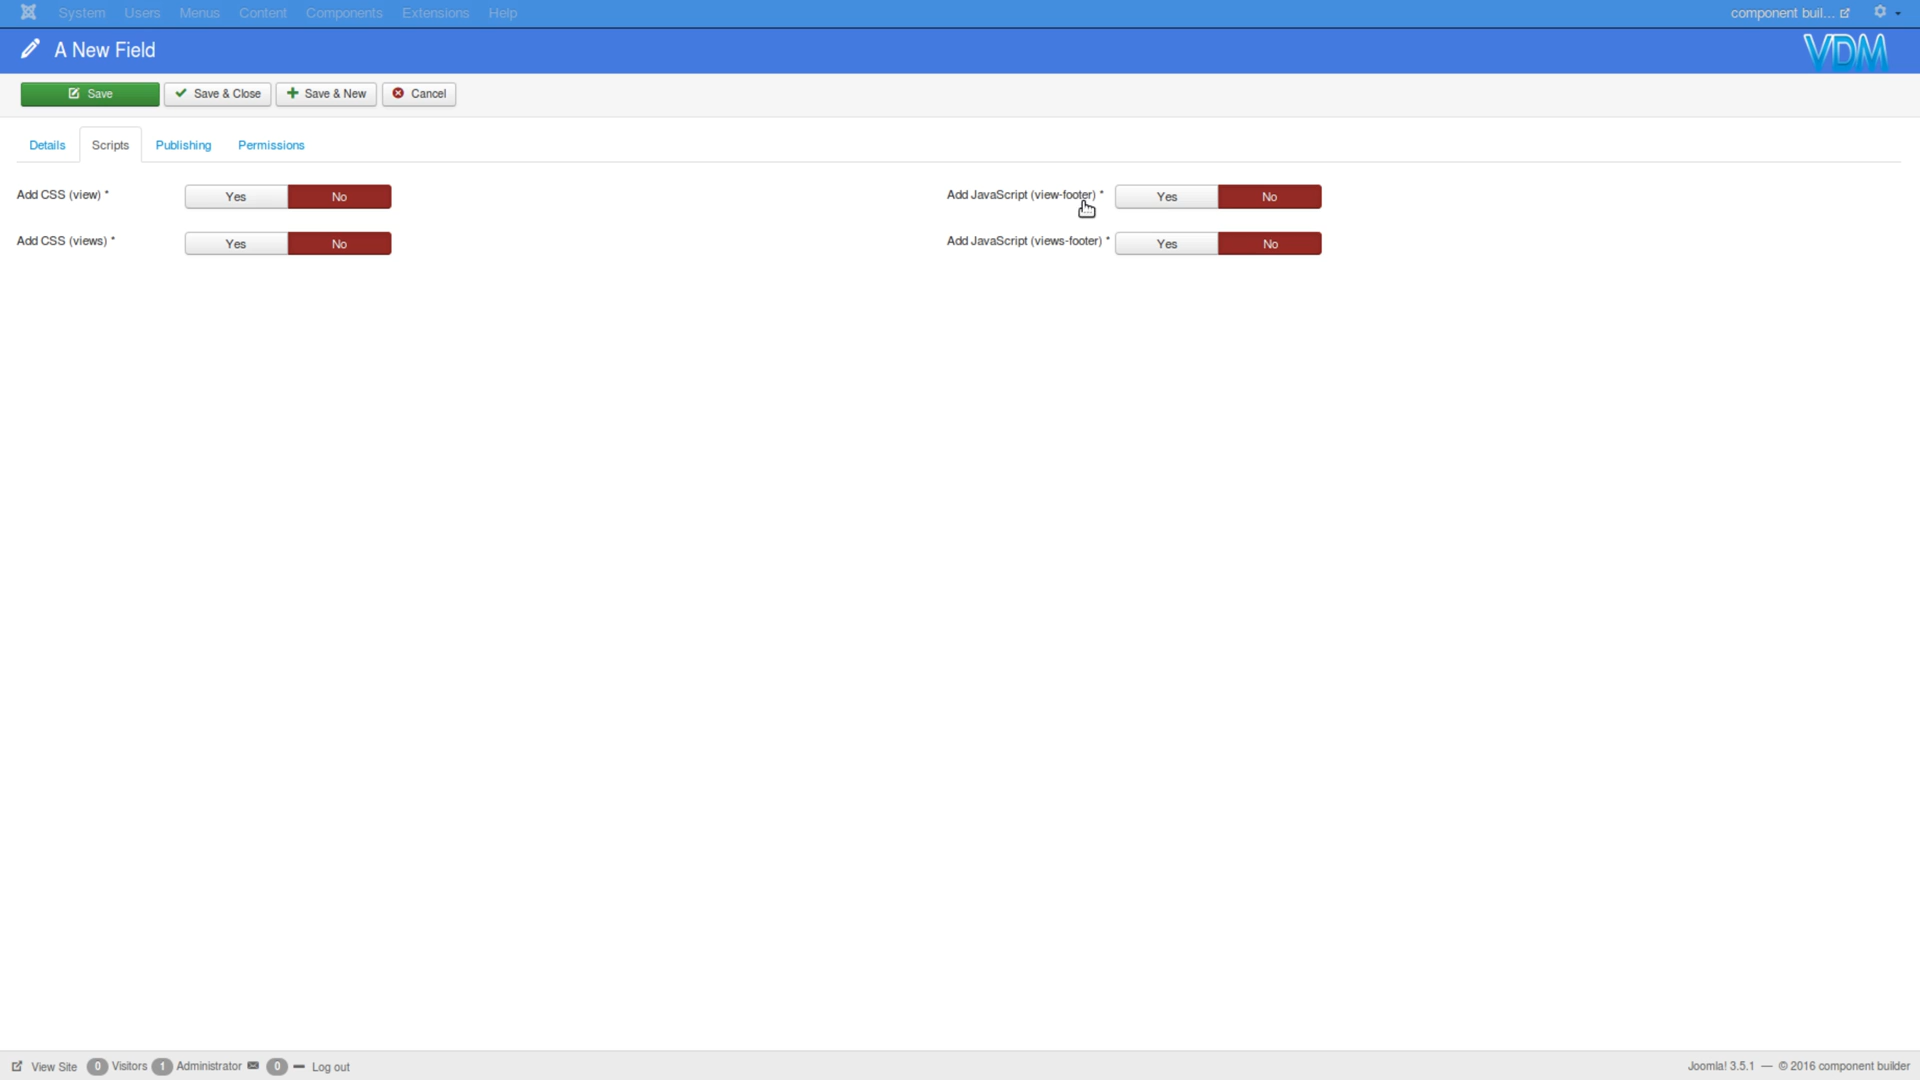 System Users Menus Content Components Extensions Help component buil...
A New Field VDM
Save Save & Close Save & New Cancel
Details Scripts Publishing Permissions
Add CSS (view) * Yes No Add JavaScript (view-footer) * Yes No
Add CSS (views) * Yes No Add JavaScript (views-footer) * Yes No
View Site 0 Visitors 1 Administrator 0 Log out Joomla! 3.5.1 — © 2016 component builder